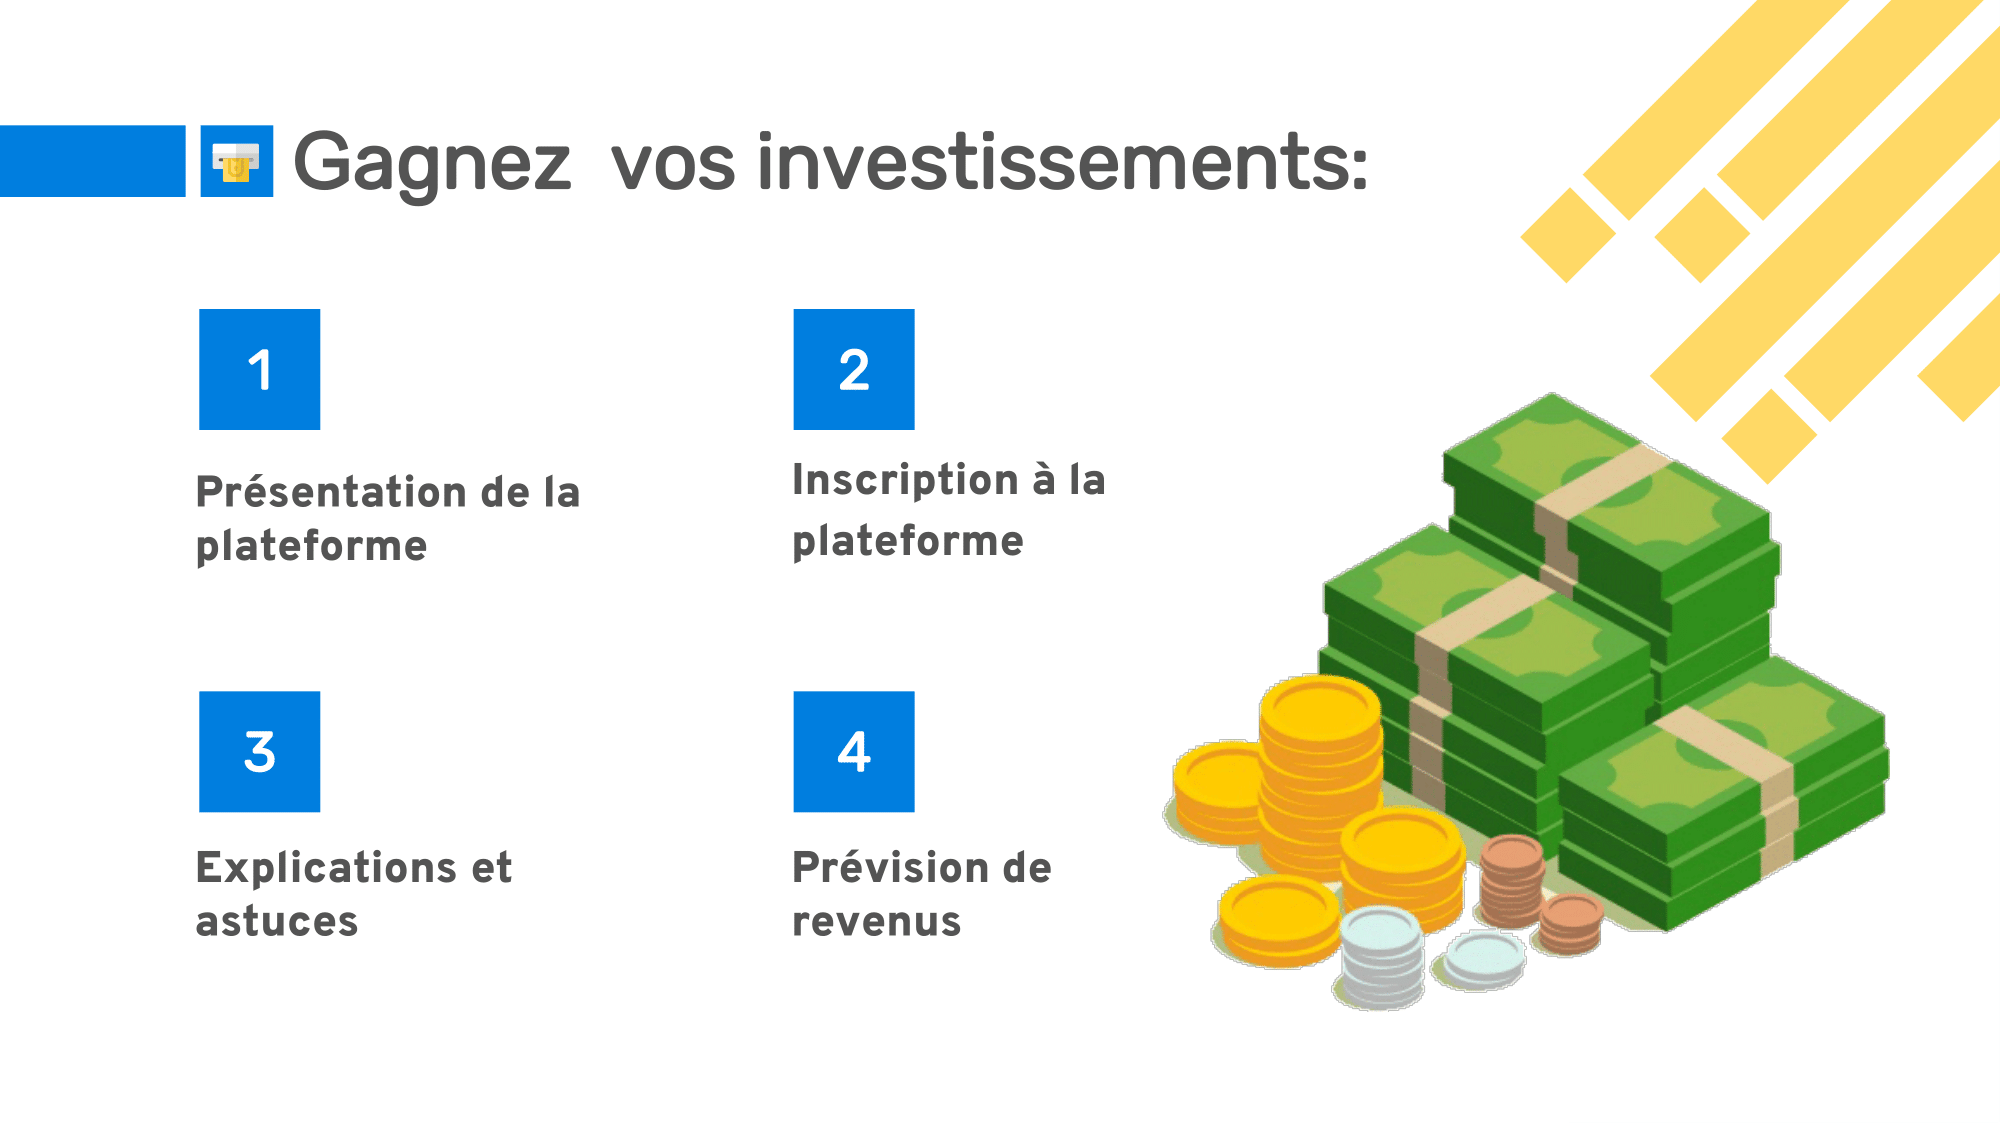 Gagnez  vos investissements:
1
Présentation de la
plateforme
2
Inscription à la
plateforme
3
Explications et
astuces
4
Prévision de
revenus